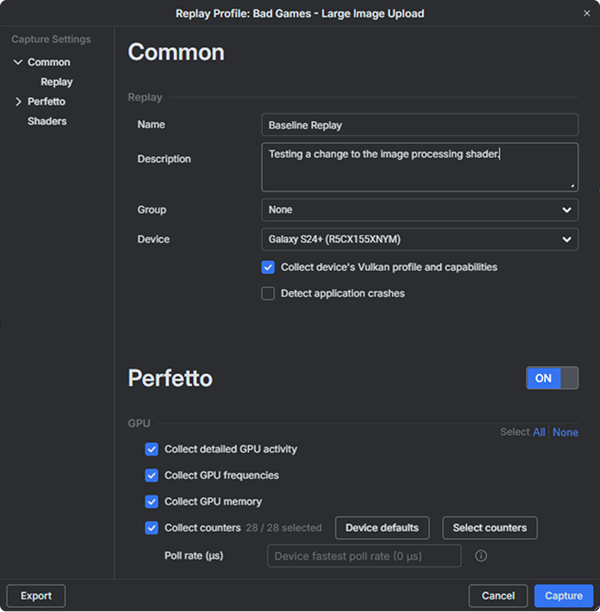 Replay Profile: Bad Games - Large Image Upload
Capture Settings
Common
Replay
Perfetto
Shaders
Common
Replay
Name
Baseline Replay
Description
Testing a change to the image processing shader.
Group
None
Device
Galaxy S24+ (R5CX155XNYM)
Collect device's Vulkan profile and capabilities
Detect application crashes
Perfetto
ON
GPU
Select All | None
Collect detailed GPU activity
Collect GPU frequencies
Collect GPU memory
Collect counters 28 / 28 selected Device defaults Select counters
Poll rate (µs) Device fastest poll rate (0 µs)
Export Cancel Capture